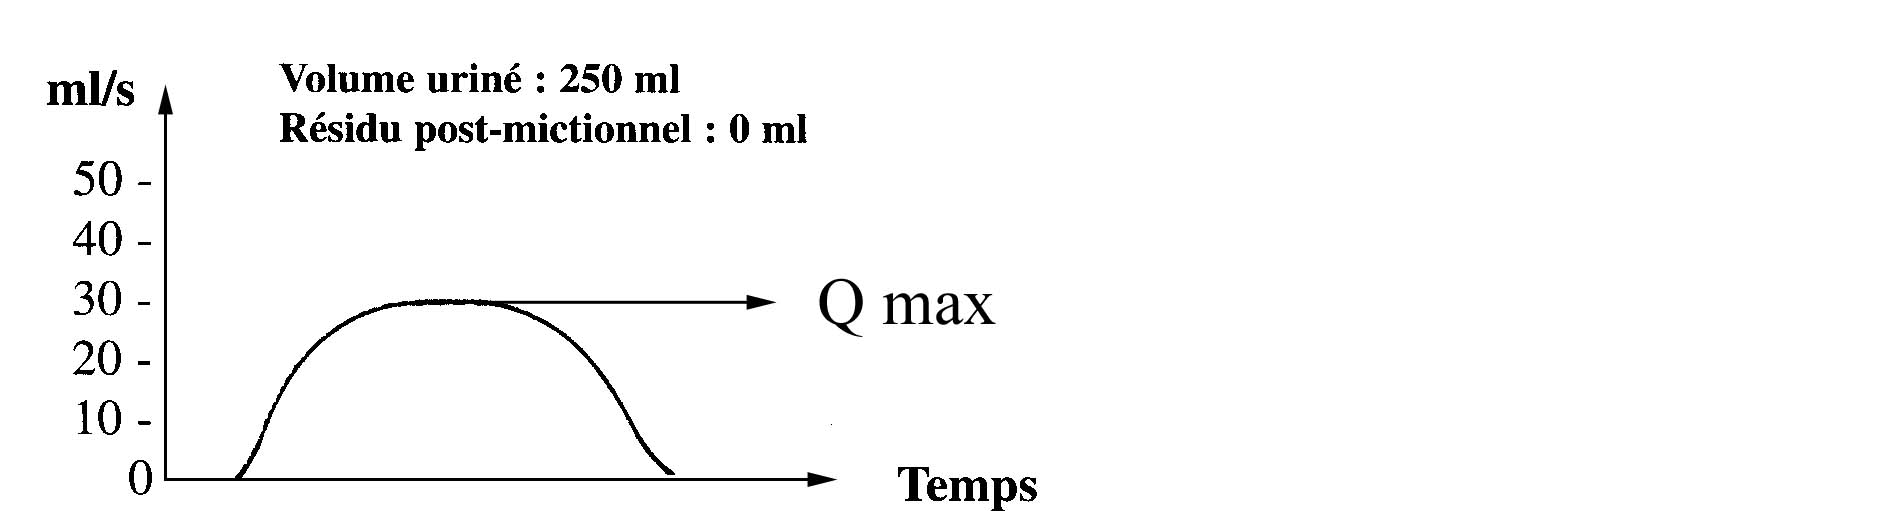 Volume uriné : 250 ml
Résidu post-mictionnel : 0 ml
ml/s
50 -
40 -
30 -
20 -
10 -
0
Q max
Temps